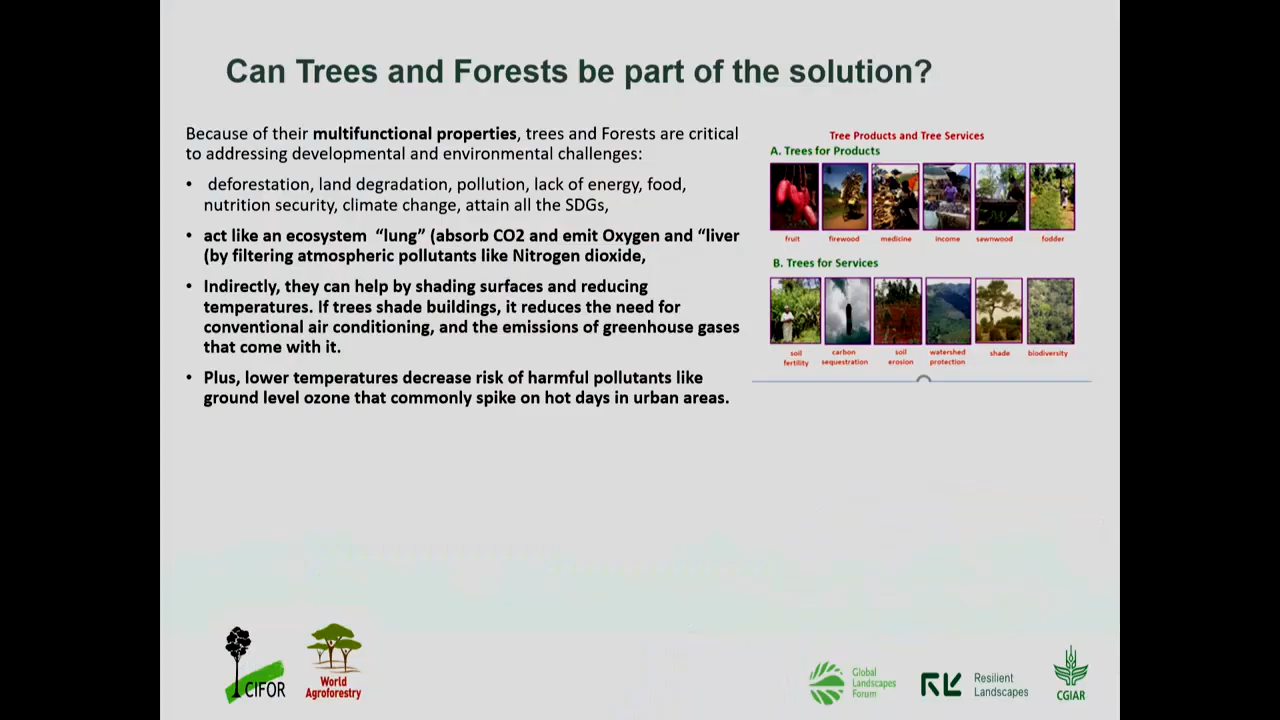 Can Trees and Forests be part of the solution?
Because of their multifunctional properties, trees and Forests are critical
to addressing developmental and environmental challenges:
• deforestation, land degradation, pollution, lack of energy, food,
nutrition security, climate change, attain all the SDGs,
• act like an ecosystem “lung” (absorb CO2 and emit Oxygen and “liver
(by filtering atmospheric pollutants like Nitrogen dioxide,
• Indirectly, they can help by shading surfaces and reducing
temperatures. If trees shade buildings, it reduces the need for
conventional air conditioning, and the emissions of greenhouse gases
that come with it.
• Plus, lower temperatures decrease risk of harmful pollutants like
ground level ozone that commonly spike on hot days in urban areas.
Tree Products and Tree Services
A. Trees for Products
fruit firewood medicine income sawnwood fodder
B. Trees for Services
soil fertility carbon sequestration soil erosion watershed protection shade biodiversity
CIFOR
World
Agroforestry
Global
Landscapes
Forum
Resilient
Landscapes
CGIAR